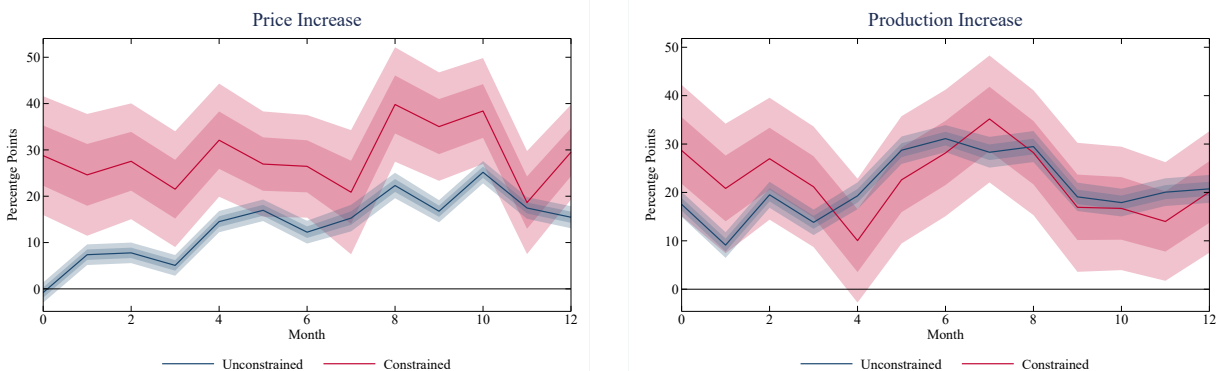 Price Increase
Percentge Points
50
40
30
20
10
0
0 2 4 6 8 10 12
Month
Unconstrained Constrained
Production Increase
Percentge Points
50
40
30
20
10
0
0 2 4 6 8 10 12
Month
Unconstrained Constrained